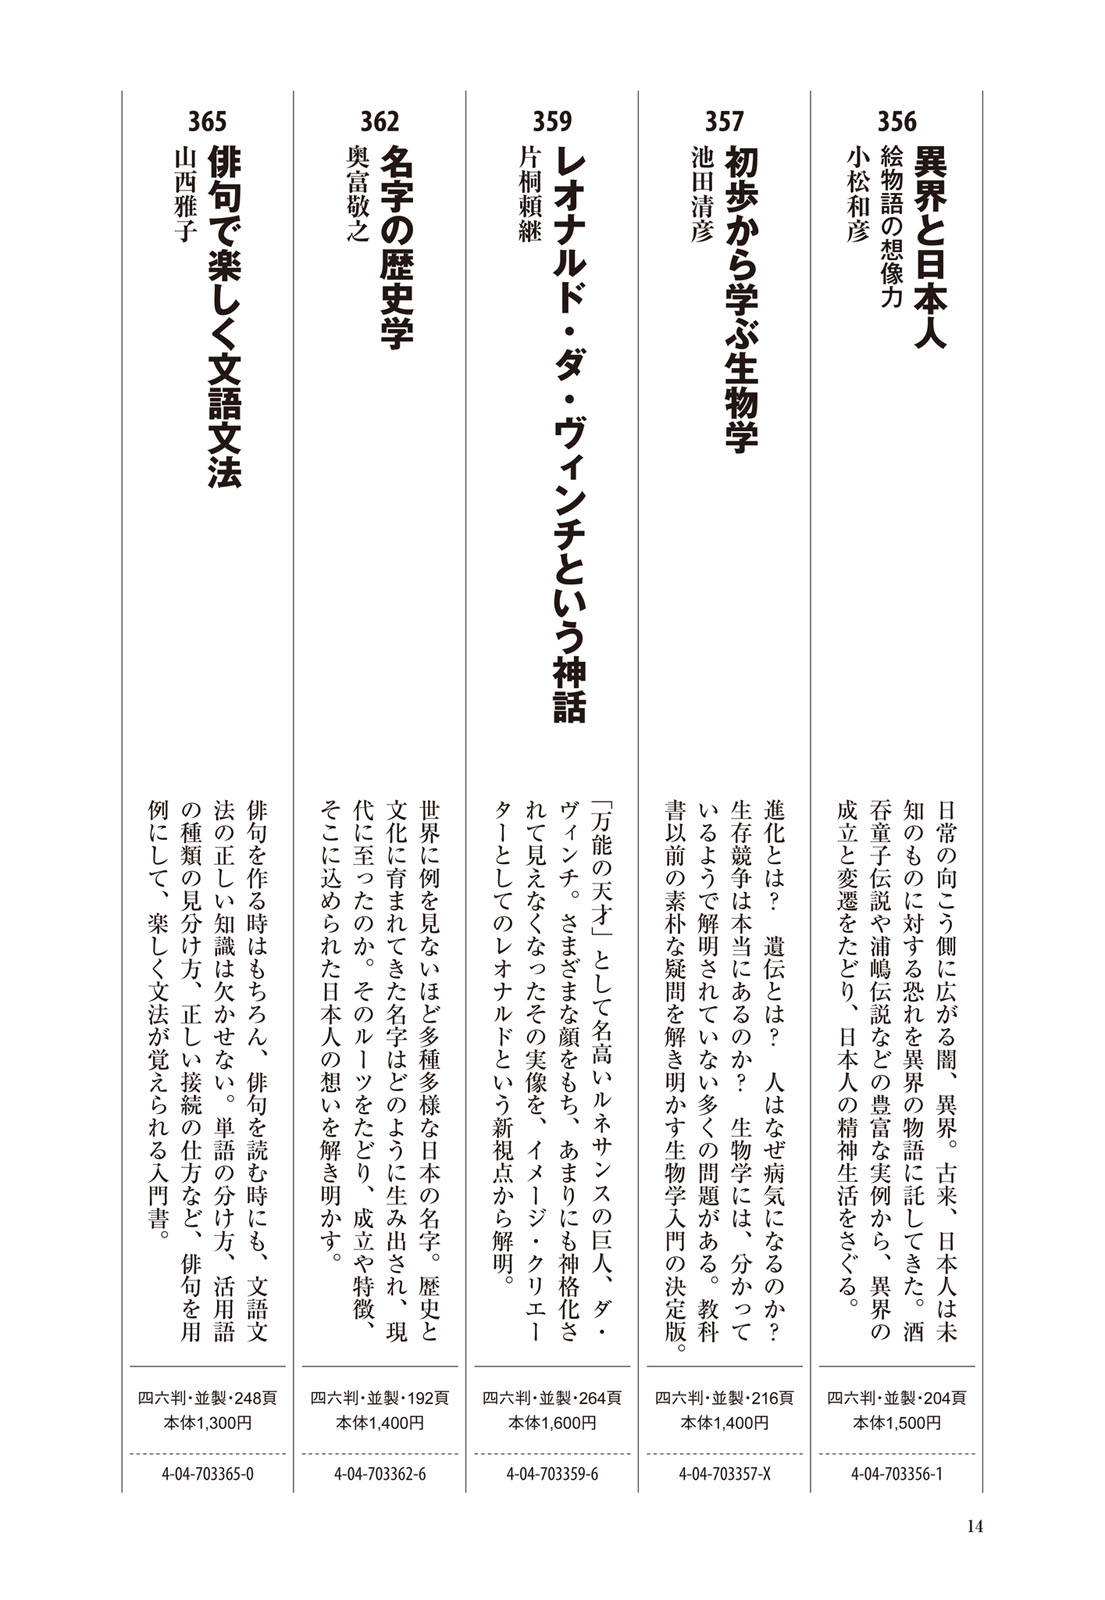 356
異界と日本人
絵物語の想像力
小松和彦
日常の向こう側に広がる闇、異界。古来、日本人は未
知のものに対する恐れを異界の物語に託してきた。酒
呑童子伝説や浦嶋伝説などの豊富な実例から、異界の
成立と変遷をたどり、日本人の精神生活をさぐる。
四六判・並製・204頁
本体1,500円
4-04-703356-1
357
初歩から学ぶ生物学
池田清彦
進化とは？　遺伝とは？　人はなぜ病気になるのか？
生存競争は本当にあるのか？　生物学には、分かって
いるようで解明されていない多くの問題がある。教科
書以前の素朴な疑問を解き明かす生物学入門の決定版。
四六判・並製・216頁
本体1,400円
4-04-703357-X
359
レオナルド・ダ・ヴィンチという神話
片桐頼継
「万能の天才」として名高いルネサンスの巨人、ダ・
ヴィンチ。さまざまな顔をもち、あまりにも神格化さ
れて見えなくなったその実像を、イメージ・クリエー
ターとしてのレオナルドという新視点から解明。
四六判・並製・264頁
本体1,600円
4-04-703359-6
362
名字の歴史学
奥富敬之
世界に例を見ないほど多種多様な日本の名字。歴史と
文化に育まれてきた名字はどのように生み出され、現
代に至ったのか。そのルーツをたどり、成立や特徴、
そこに込められた日本人の想いを解き明かす。
四六判・並製・192頁
本体1,400円
4-04-703362-6
365
俳句で楽しく文語文法
山西雅子
俳句を作る時はもちろん、俳句を読む時にも、文語文
法の正しい知識は欠かせない。単語の分け方、活用語
の種類の見分け方、正しい接続の仕方など、俳句を用
例にして、楽しく文法が覚えられる入門書。
四六判・並製・248頁
本体1,300円
4-04-703365-0
14